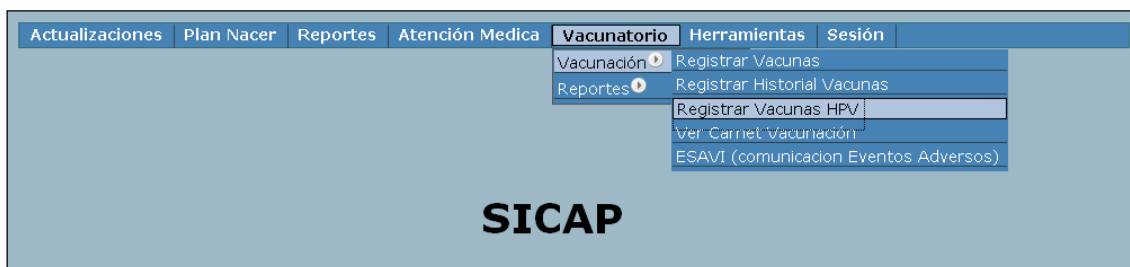 Actualizaciones Plan Nacer Reportes Atención Medica Vacunatorio Herramientas Sesión
Vacunación Registrar Vacunas
Reportes Registrar Historial Vacunas
Registrar Vacunas HPV
Ver Carnet Vacunación
ESAVI (comunicacion Eventos Adversos)
SICAP